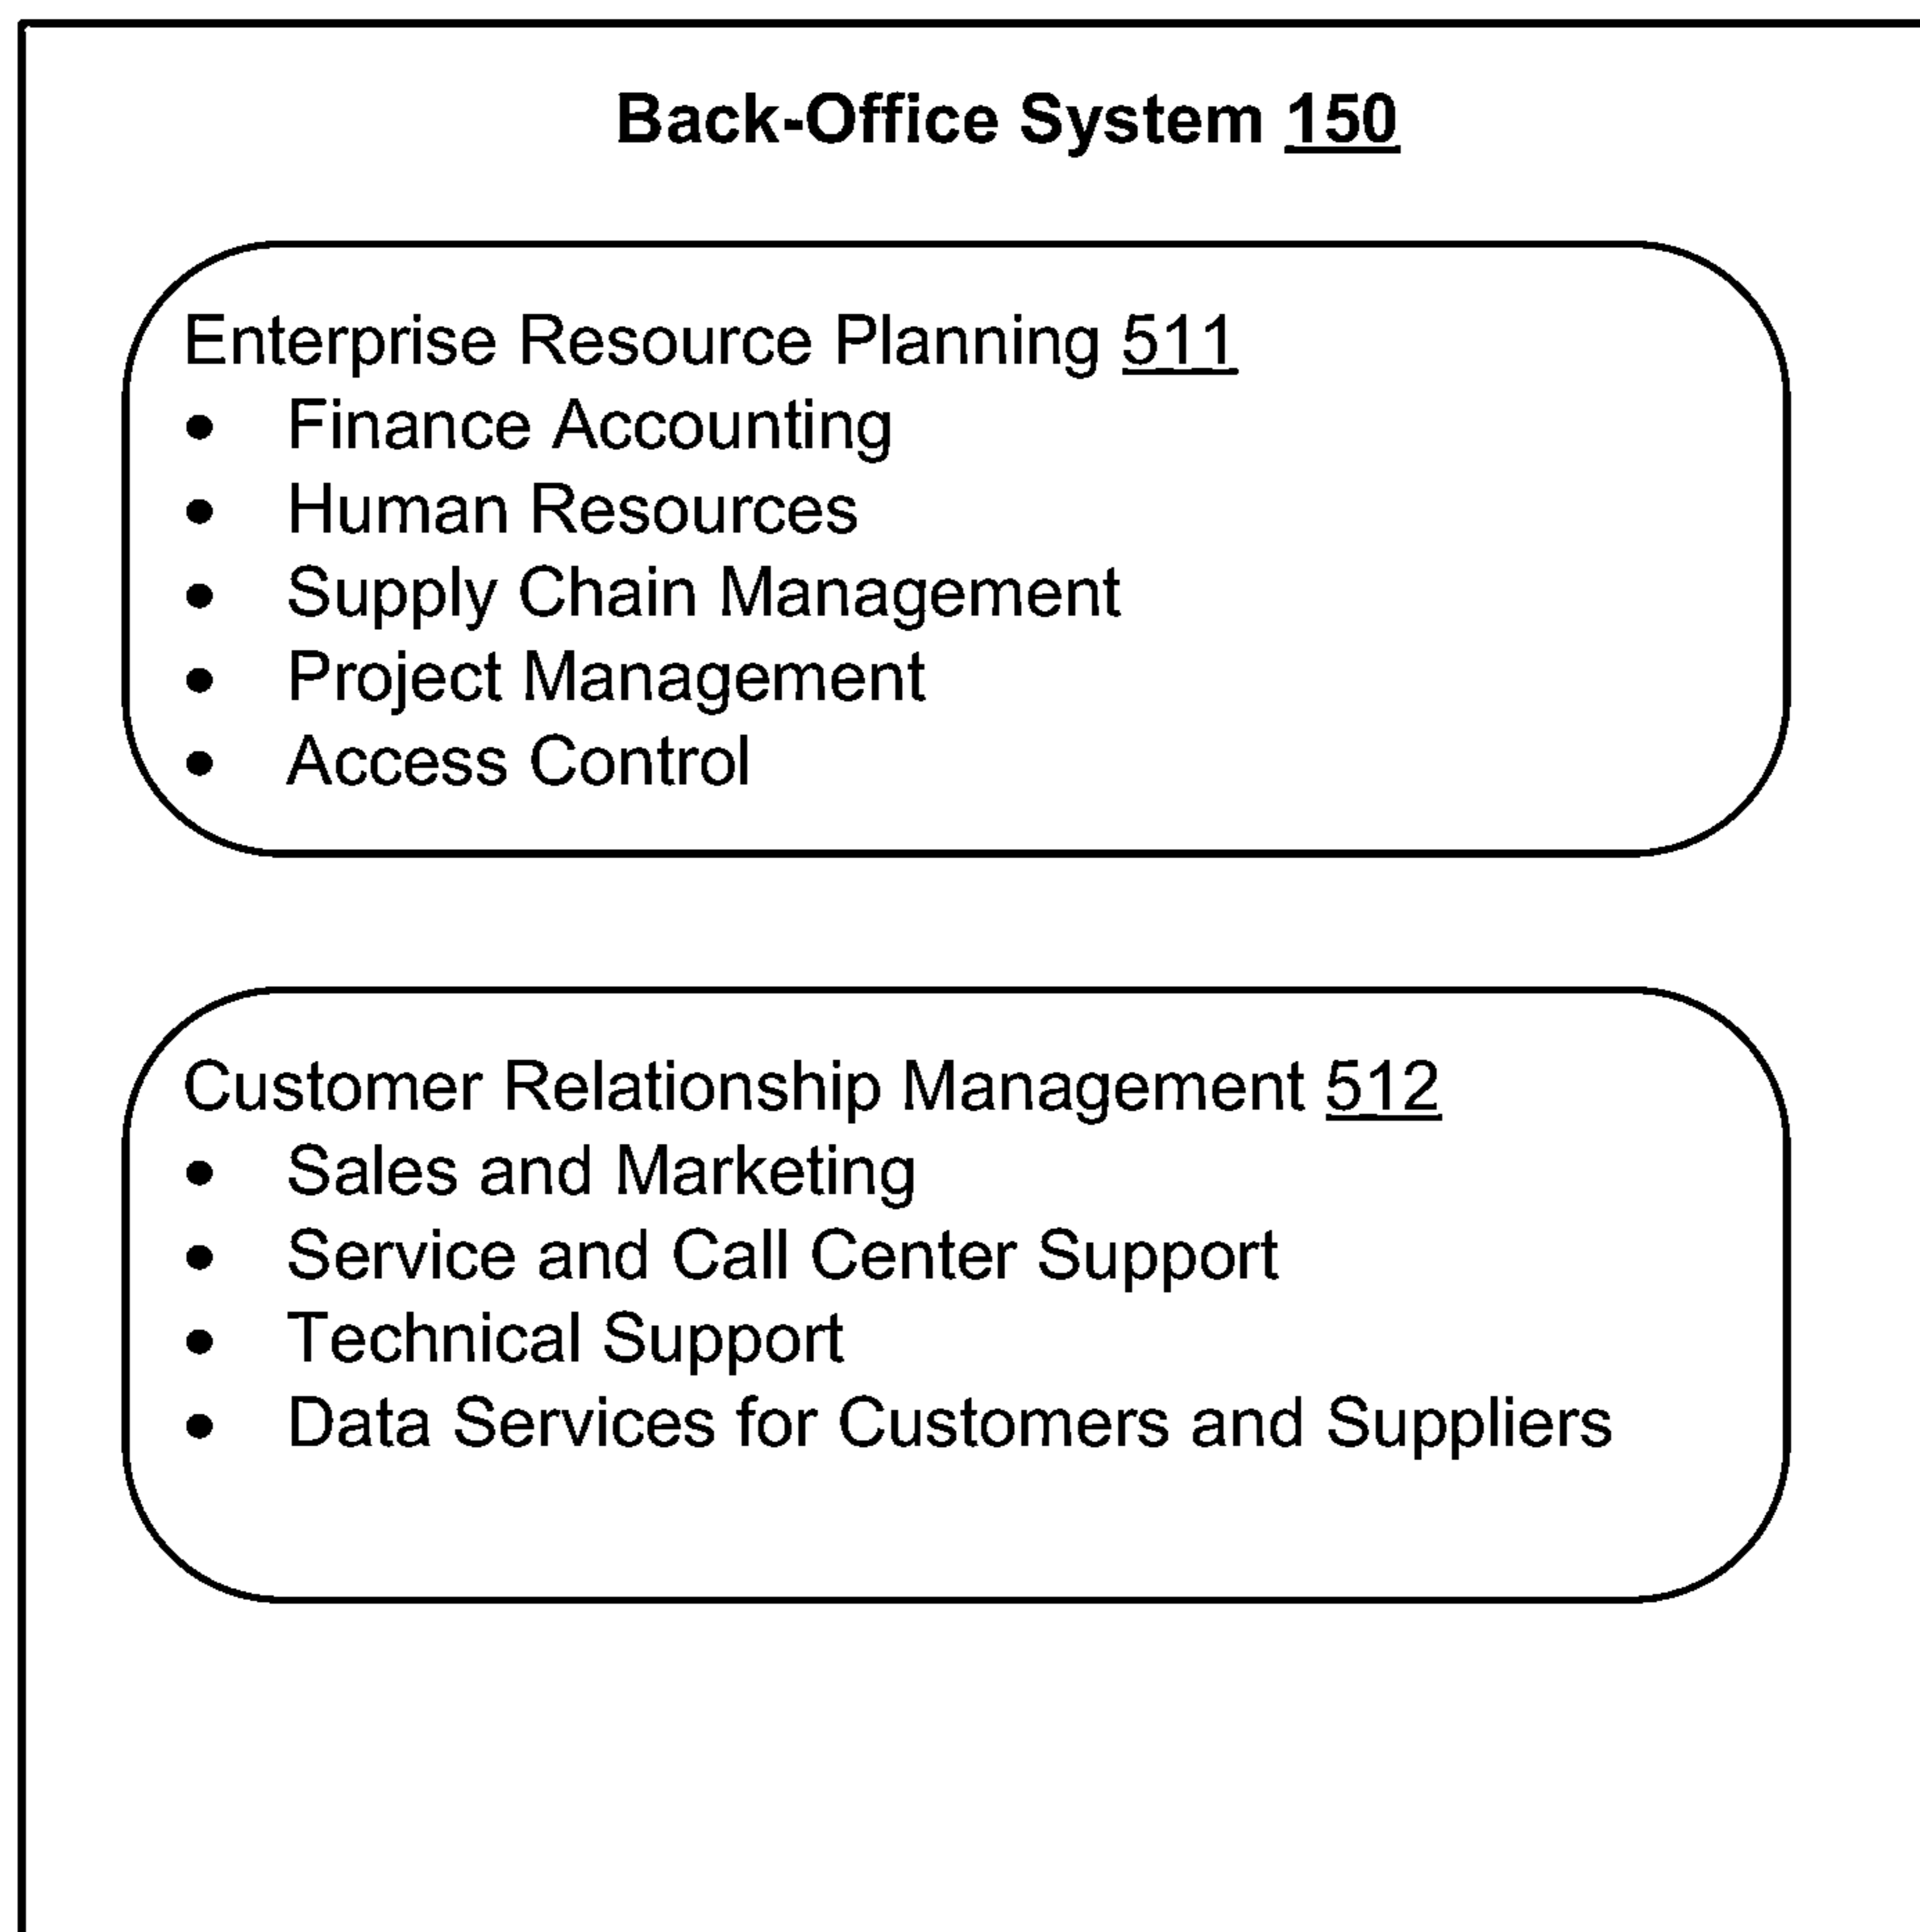 Back-Office System 150
Enterprise Resource Planning 511
• Finance Accounting
• Human Resources
• Supply Chain Management
• Project Management
• Access Control
Customer Relationship Management 512
• Sales and Marketing
• Service and Call Center Support
• Technical Support
• Data Services for Customers and Suppliers